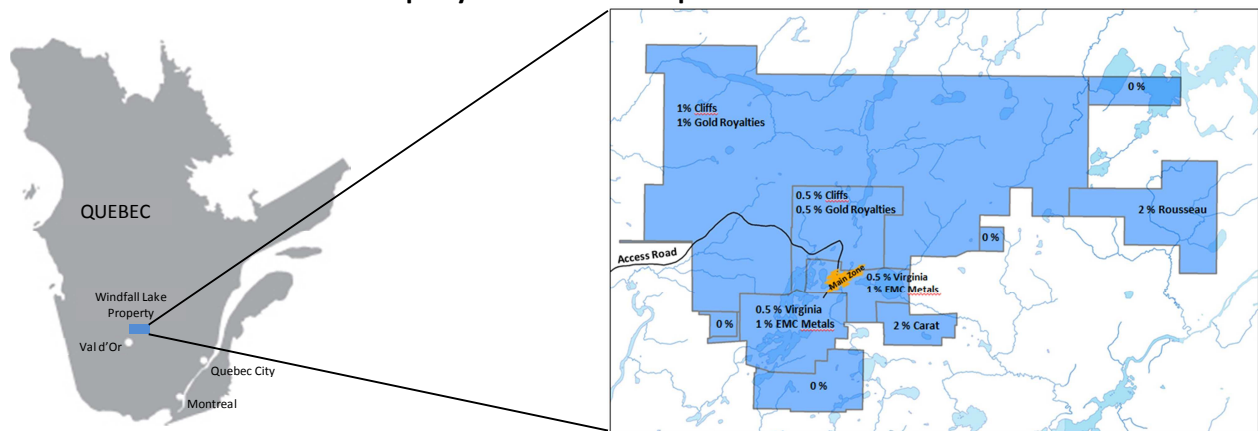 QUEBEC
Windfall Lake
Property
Val d'Or
Quebec City
Montreal
1% Cliffs
1% Gold Royalties
0 %
0.5 % Cliffs
0.5 % Gold Royalties
2 % Rousseau
0 %
Access Road
Main Zone
0.5 % Virginia
1 % EMC Metals
0.5 % Virginia
1 % EMC Metals
0 %
2 % Carat
0 %